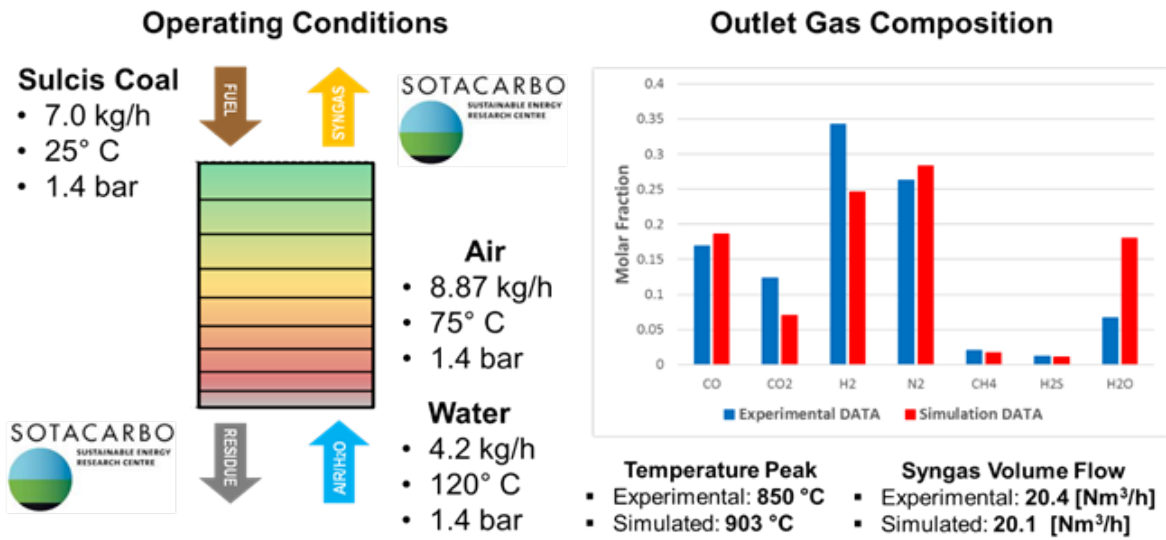 Operating Conditions
Sulcis Coal
• 7.0 kg/h
• 25° C
• 1.4 bar
FUEL
SYNGAS
SOTACARBO
SUSTAINABLE ENERGY
RESEARCH CENTRE
Air
• 8.87 kg/h
• 75° C
• 1.4 bar
Water
• 4.2 kg/h
• 120° C
• 1.4 bar
SOTACARBO
SUSTAINABLE ENERGY
RESEARCH CENTRE
RESIDUE
AIR/H2O
Outlet Gas Composition
Molar Fraction
0.4
0.35
0.3
0.25
0.2
0.15
0.1
0.05
0
CO CO2 H2 N2 CH4 H2S H2O
Experimental DATA Simulation DATA
Temperature Peak
▪ Experimental: 850 °C
▪ Simulated: 903 °C
Syngas Volume Flow
▪ Experimental: 20.4 [Nm³/h]
▪ Simulated: 20.1 [Nm³/h]